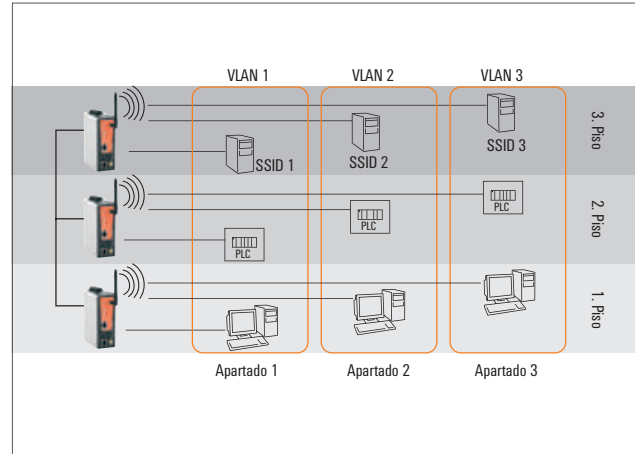 VLAN 1
VLAN 2
VLAN 3
SSID 1
SSID 2
SSID 3
3. Piso
PLC
PLC
PLC
2. Piso
1. Piso
Apartado 1
Apartado 2
Apartado 3